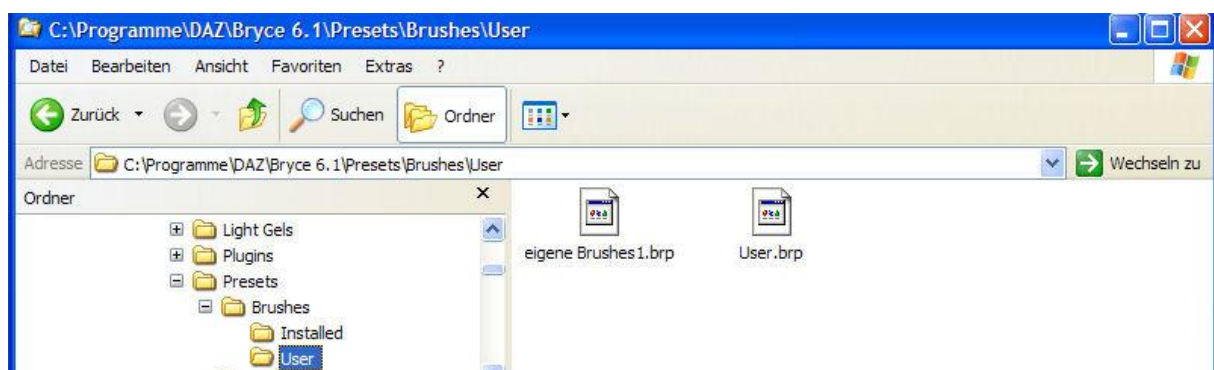 C:\Programme\DAZ\Bryce 6.1\Presets\Brushes\User
Datei Bearbeiten Ansicht Favoriten Extras ?
Zurück Suchen Ordner
Adresse C:\Programme\DAZ\Bryce 6.1\Presets\Brushes\User Wechseln zu
Ordner
Light Gels
Plugins
Presets
Brushes
Installed
User
eigene Brushes1.brp User.brp